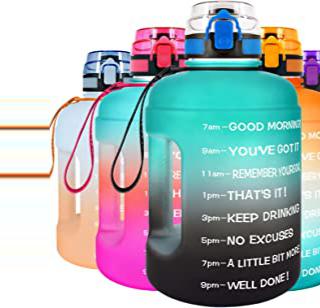 7am — GOOD MORNING
9am — YOU'VE GOT IT
11am — REMEMBER YOUR GOAL
1pm — THAT'S IT!
3pm — KEEP DRINKING
5pm — NO EXCUSES
7pm — A LITTLE BIT MORE
9pm — WELL DONE!